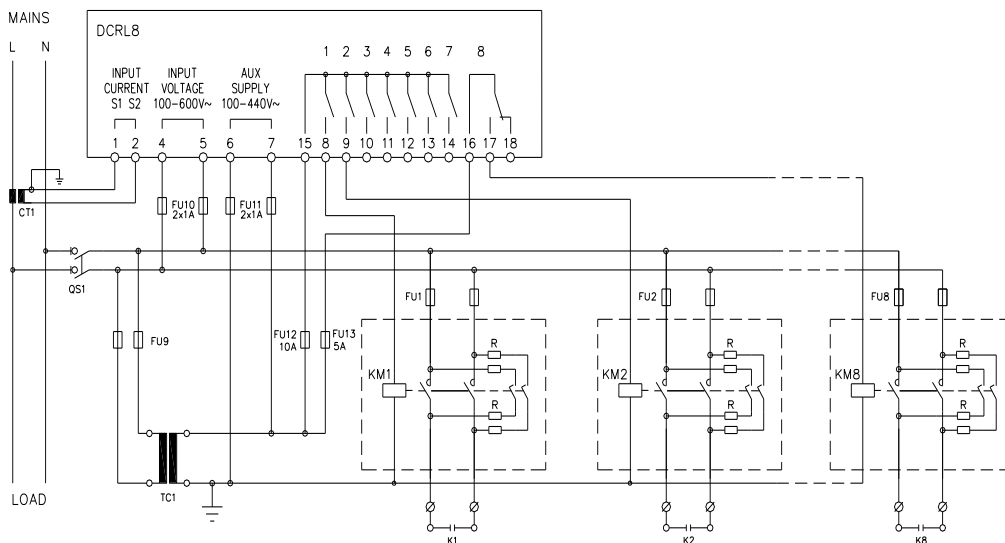 MAINS
L N
DCRL8
INPUT CURRENT
S1 S2
INPUT VOLTAGE
100-600V~
AUX SUPPLY
100-440V~
1 2 3 4 5 6 7 8
1 2 4 5 6 7 15 8 9 10 11 12 13 14 16 17 18
CT1
FU10
2x1A
FU11
2x1A
QS1
FU1
FU2
FU8
FU9
FU12
10A
FU13
5A
R
R
R
KM1
KM2
KM8
R
R
R
LOAD
TC1
K1
K2
K8